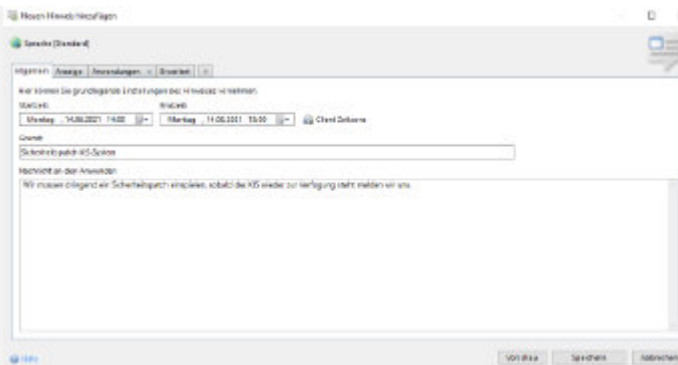 Neuen Hinweis hinzufügen
Sprache (Standard)
Allgemein Anzeige Anwendungen Erweitert
Hier können Sie grundlegende Einstellungen des Hinweises vornehmen
Startzeit Endzeit
Montag , 14.06.2021 14:00 Montag , 14.06.2021 15:00 Client Zeitzone
Grund
Sicherheitspatch KIS-System
Nachricht an den Anwender
Wir müssen dringend ein Sicherheitspatch einspielen, sobald das KIS wieder zur Verfügung steht melden wir uns
Hilfe Vorschau Speichern Abbrechen